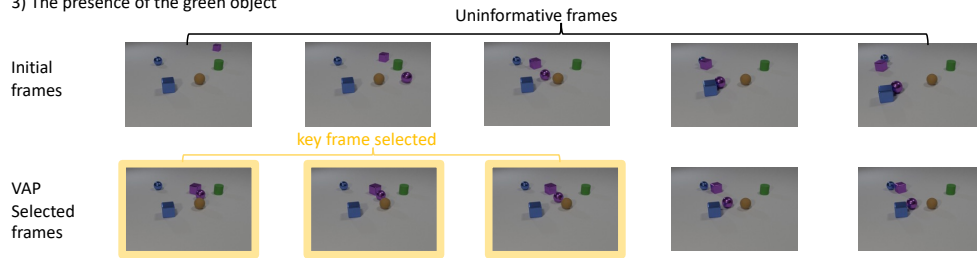 3) The presence of the green object
Uninformative frames
Initial
frames
key frame selected
VAP
Selected
frames